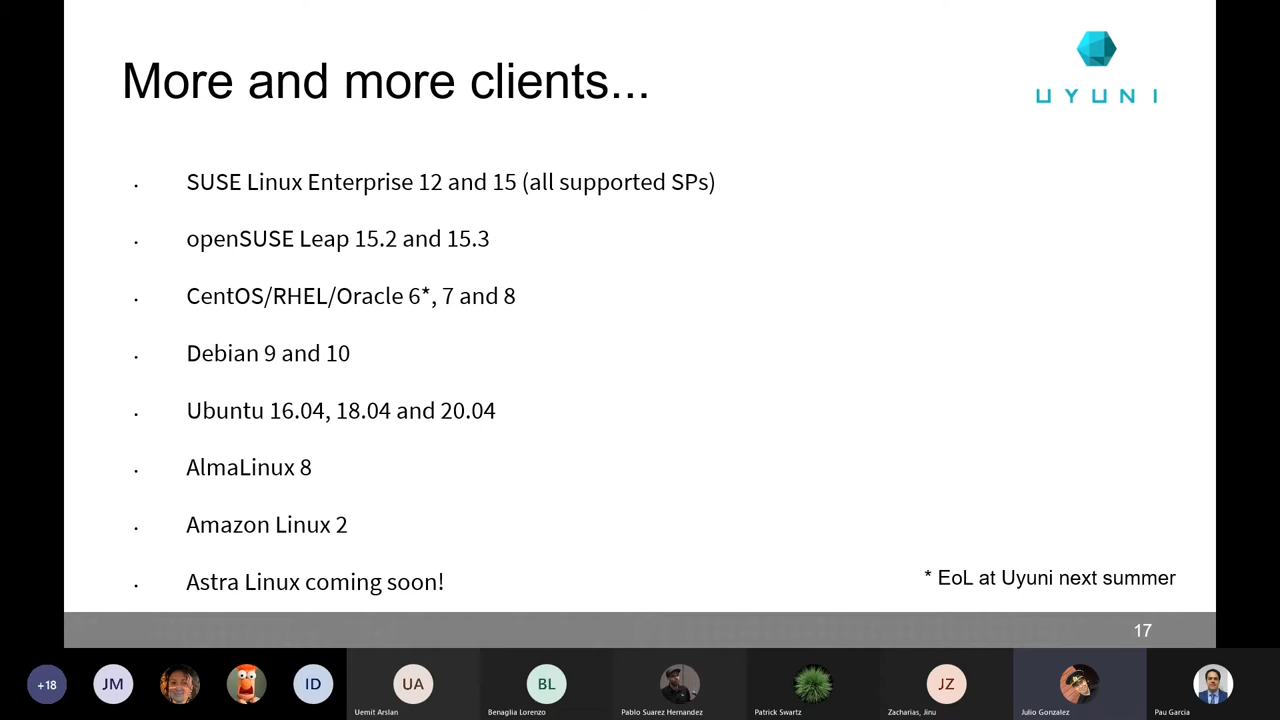 More and more clients...
UYUNI
SUSE Linux Enterprise 12 and 15 (all supported SPs)
openSUSE Leap 15.2 and 15.3
CentOS/RHEL/Oracle 6*, 7 and 8
Debian 9 and 10
Ubuntu 16.04, 18.04 and 20.04
AlmaLinux 8
Amazon Linux 2
Astra Linux coming soon!
* EoL at Uyuni next summer
17
+18
JM
ID
UA
BL
JZ
Uemit Arslan
Benaglia Lorenzo
Pablo Suarez Hernandez
Patrick Swartz
Zacharias, Jinu
Julio Gonzalez
Pau Garcia